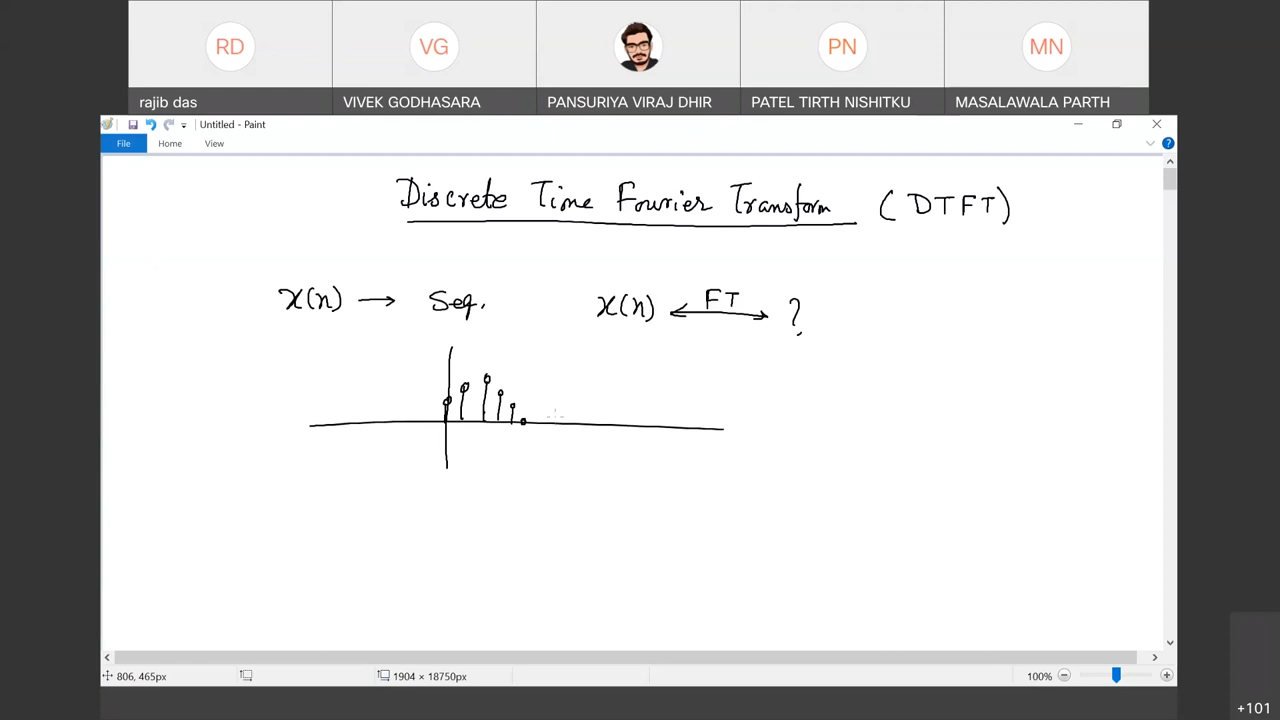 RD VG PN MN
rajib das VIVEK GODHASARA PANSURIYA VIRAJ DHIR PATEL TIRTH NISHITKU MASALAWALA PARTH
Untitled - Paint
File Home View
Discrete Time Fourier Transform (DTFT)
x(n) → Seq. x(n) ⟷ FT ?
806, 465px 1904 × 18750px 100%
+101